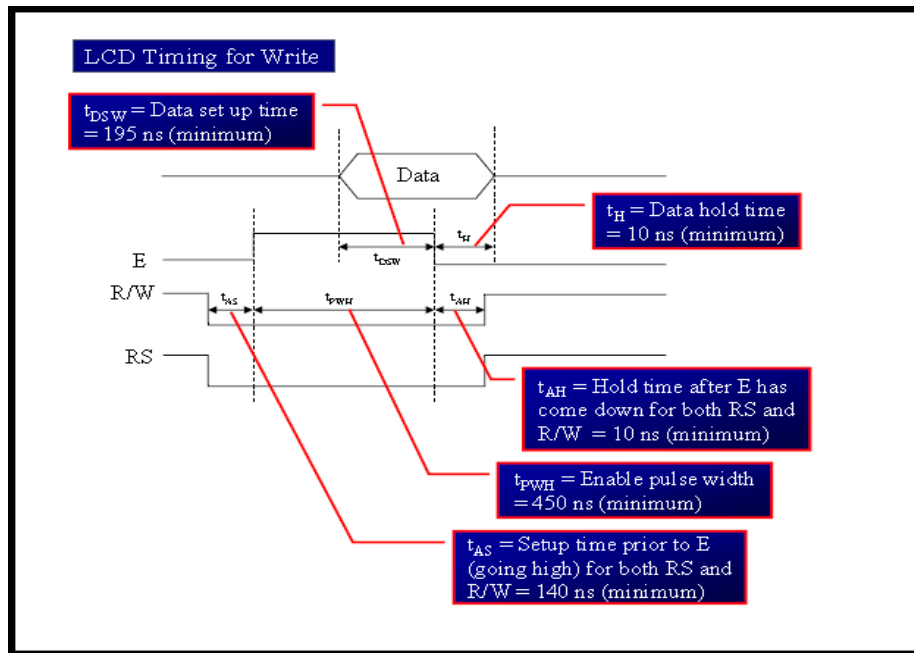 LCD Timing for Write
tDSW = Data set up time
= 195 ns (minimum)
Data
tH = Data hold time
= 10 ns (minimum)
tH
tDSW
E
R/W
tAS
tPWH
tAH
RS
tAH = Hold time after E has
come down for both RS and
R/W = 10 ns (minimum)
tPWH = Enable pulse width
= 450 ns (minimum)
tAS = Setup time prior to E
(going high) for both RS and
R/W = 140 ns (minimum)